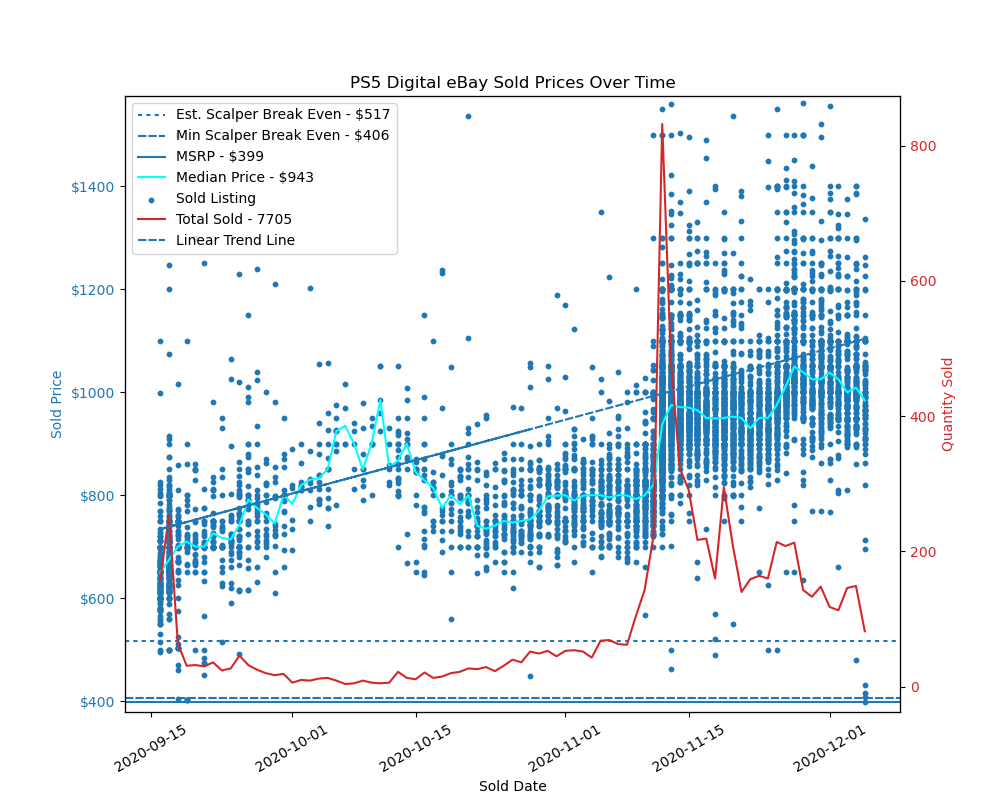 PS5 Digital eBay Sold Prices Over Time
Est. Scalper Break Even - $517
Min Scalper Break Even - $406
MSRP - $399
Median Price - $943
Sold Listing
Total Sold - 7705
Linear Trend Line
$1400
$1200
$1000
$800
$600
$400
Sold Price
800
600
400
200
0
Quantity Sold
2020-09-15
2020-10-01
2020-10-15
2020-11-01
2020-11-15
2020-12-01
Sold Date